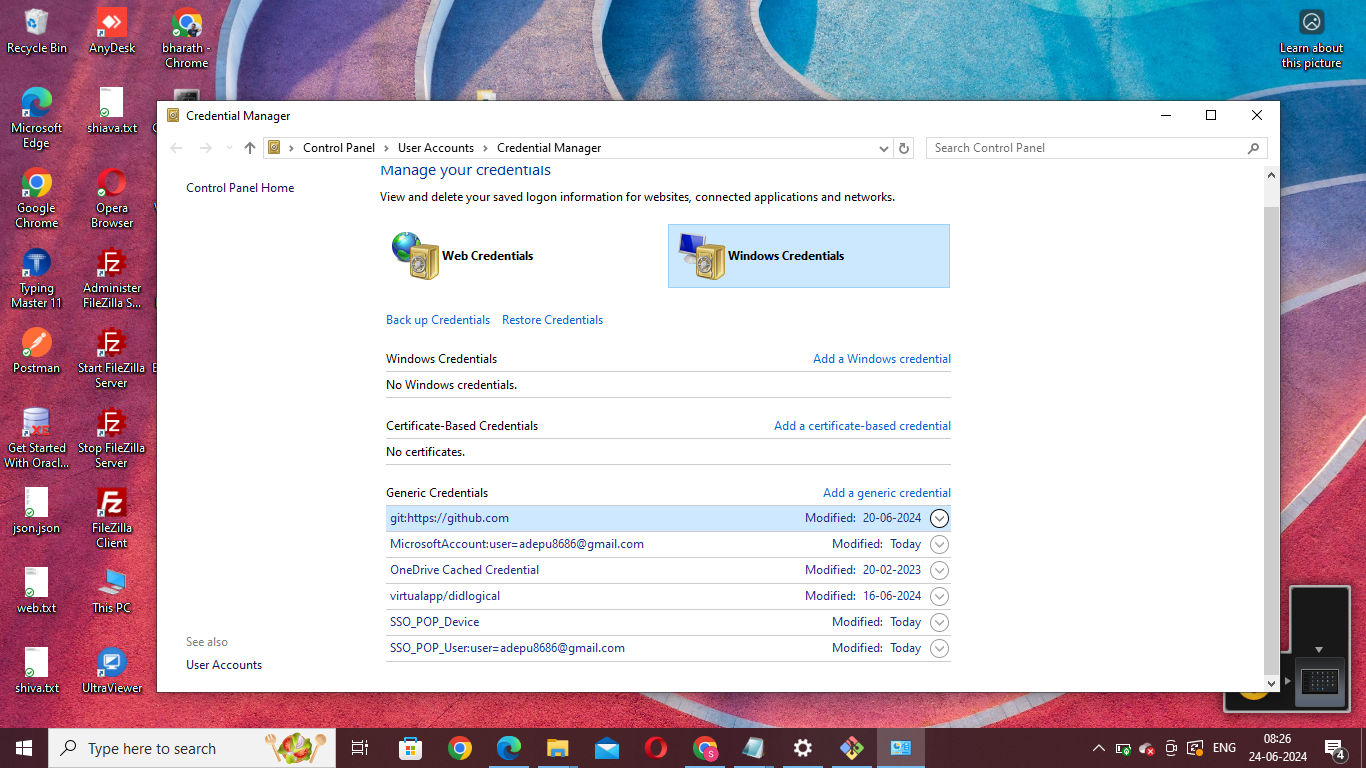 Recycle Bin
AnyDesk
bharath -
Chrome
Learn about
this picture
Microsoft
Edge
shiava.txt
Google
Chrome
Opera
Browser
Typing
Master 11
Administer
FileZilla S...
Postman
Start FileZilla
Server
Get Started
With Oracl...
Stop FileZilla
Server
json.json
FileZilla
Client
web.txt
This PC
shiva.txt
UltraViewer
Credential Manager
Control Panel
User Accounts
Credential Manager
Search Control Panel
Control Panel Home
Manage your credentials
View and delete your saved logon information for websites, connected applications and networks.
Web Credentials
Windows Credentials
Back up Credentials
Restore Credentials
Windows Credentials
Add a Windows credential
No Windows credentials.
Certificate-Based Credentials
Add a certificate-based credential
No certificates.
Generic Credentials
Add a generic credential
git:https://github.com
Modified: 20-06-2024
MicrosoftAccount:user=adepu8686@gmail.com
Modified: Today
OneDrive Cached Credential
Modified: 20-02-2023
virtualapp/didlogical
Modified: 16-06-2024
SSO_POP_Device
Modified: Today
SSO_POP_User:user=adepu8686@gmail.com
Modified: Today
See also
User Accounts
Type here to search
ENG
08:26
24-06-2024
4